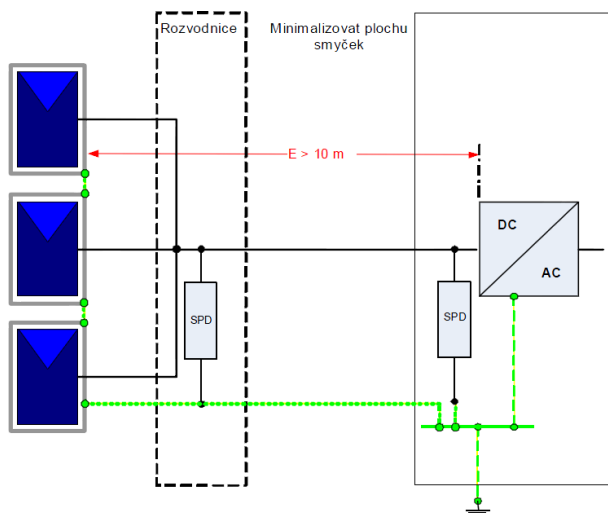 Rozvodnice
Minimalizovat plochu
smyček
E > 10 m
DC
AC
SPD
SPD